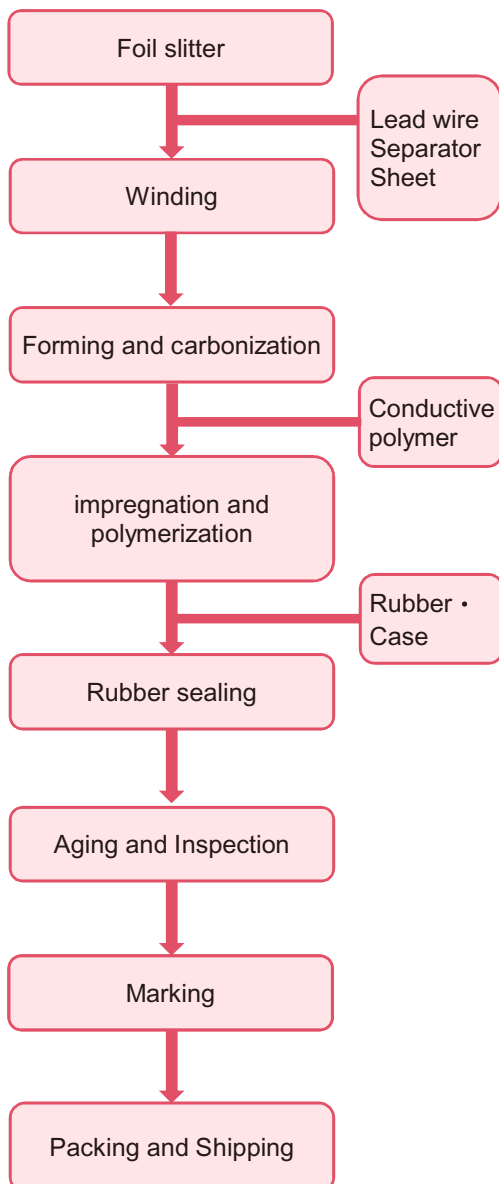 Foil slitter
Lead wire
Separator
Sheet
Winding
Forming and carbonization
Conductive
polymer
impregnation and
polymerization
Rubber・
Case
Rubber sealing
Aging and Inspection
Marking
Packing and Shipping